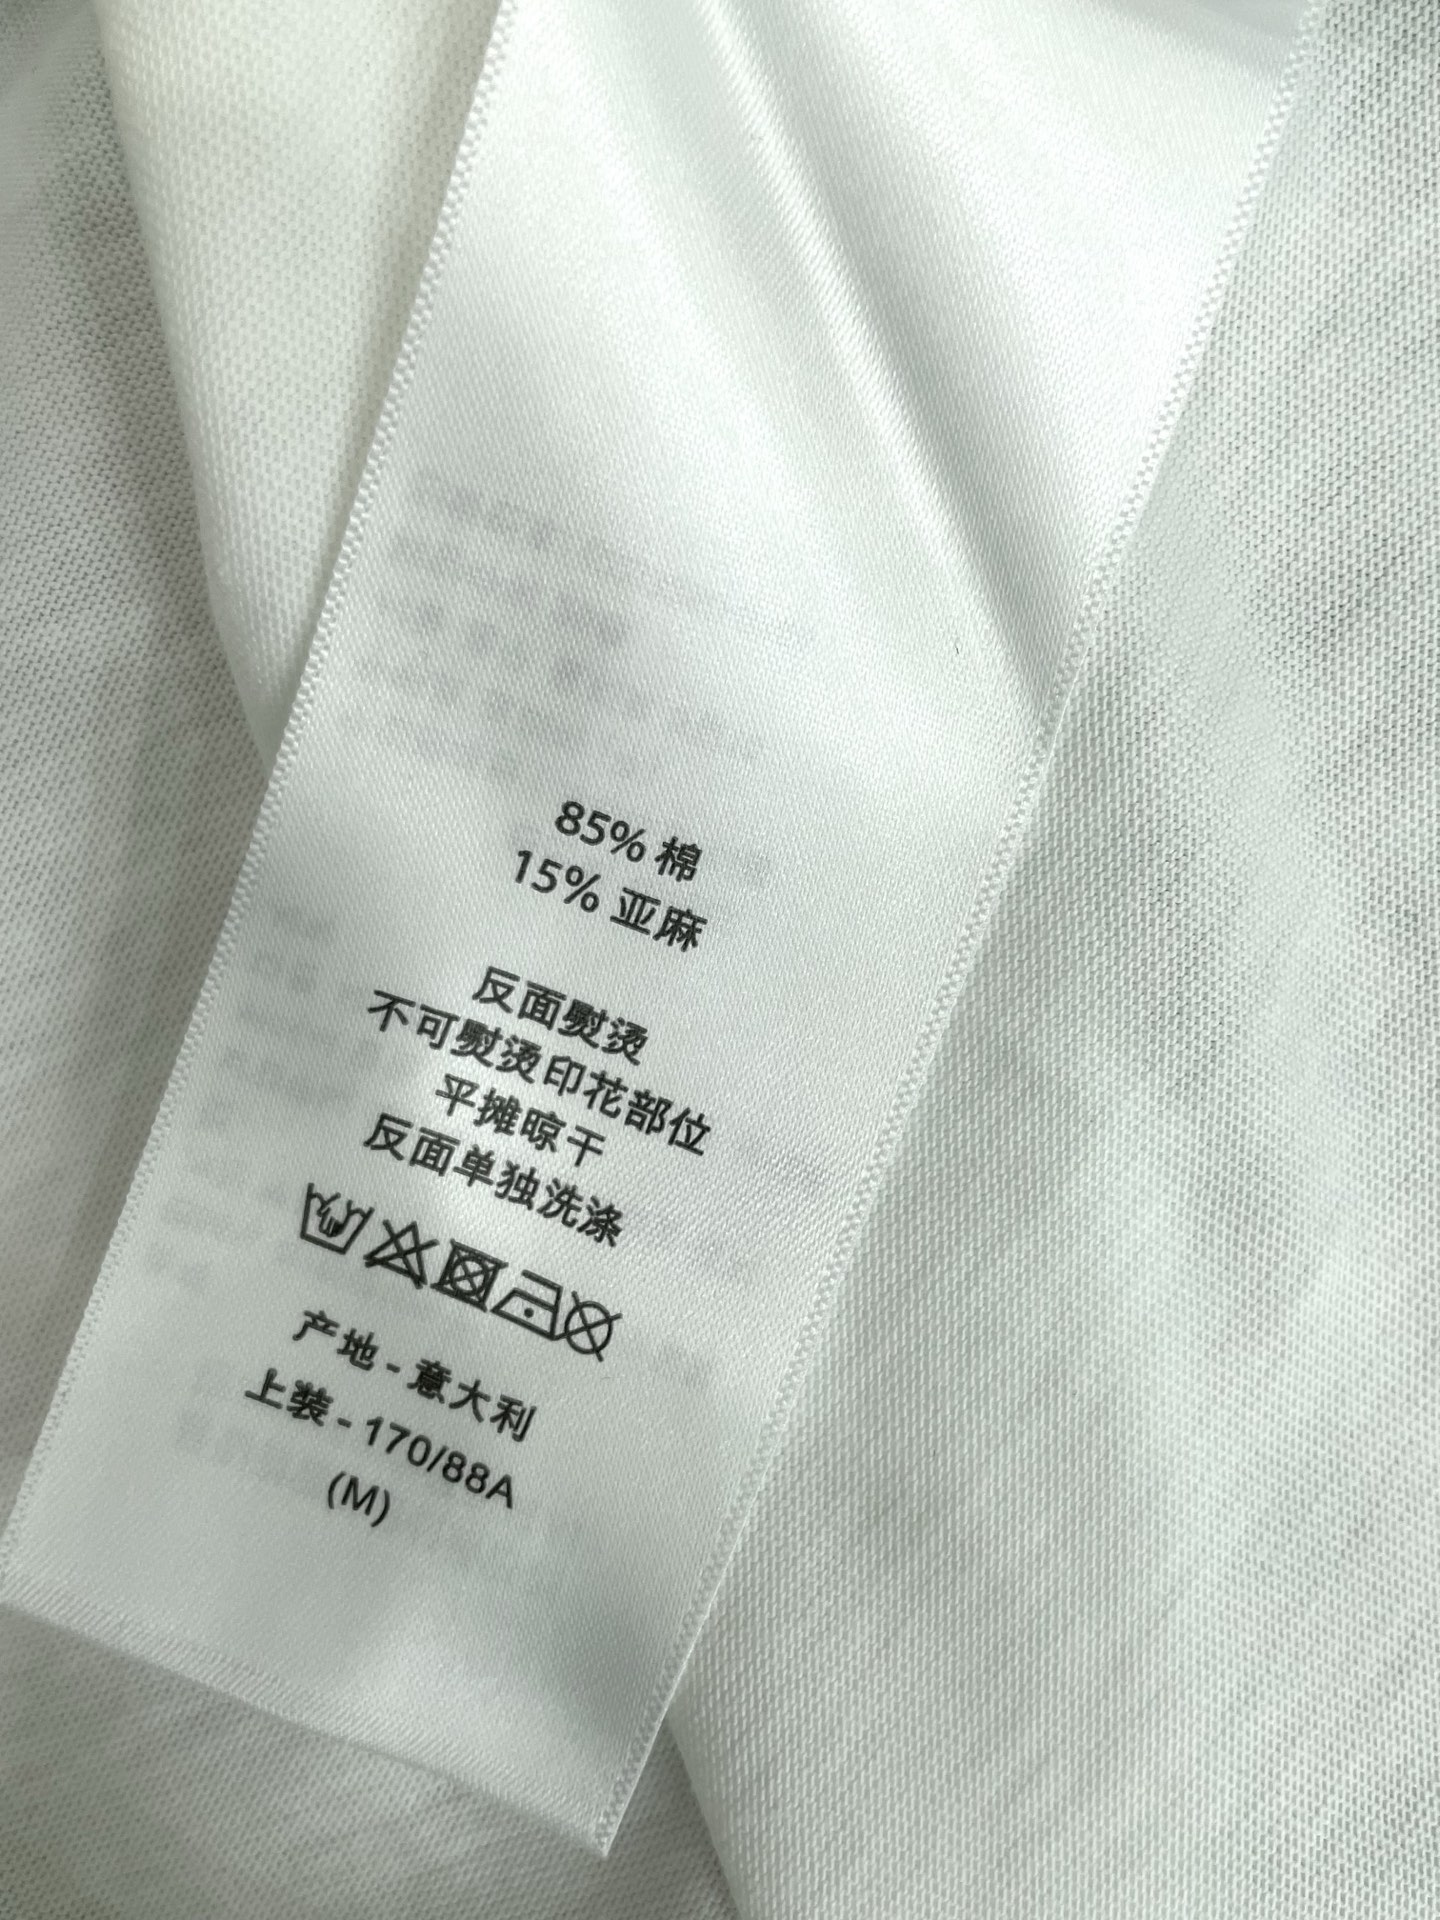 85% 棉
15% 亚麻
反面熨烫
不可熨烫印花部位
平摊晾干
反面单独洗涤
产地 - 意大利
上装 - 170/88A
(M)